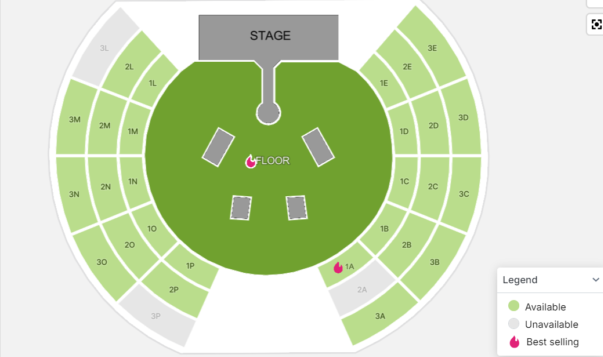 STAGE
3L
2L
1L
3E
2E
1E
3M
2M
1M
1D
2D
3D
FLOOR
3N
2N
1N
1C
2C
3C
1O
2O
3O
1B
2B
3B
1P
2P
3P
1A
2A
3A
Legend
Available
Unavailable
Best selling